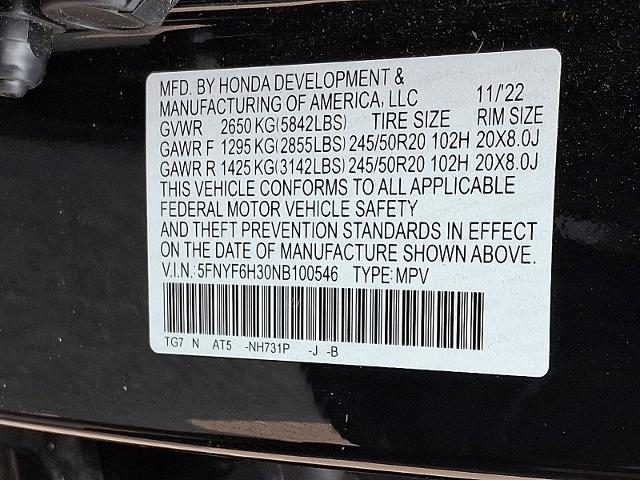 MFD. BY HONDA DEVELOPMENT &
MANUFACTURING OF AMERICA, LLC 11/'22
GVWR 2650 KG(5842LBS) TIRE SIZE RIM SIZE
GAWR F 1295 KG(2855LBS) 245/50R20 102H 20X8.0J
GAWR R 1425 KG(3142LBS) 245/50R20 102H 20X8.0J
THIS VEHICLE CONFORMS TO ALL APPLICABLE
FEDERAL MOTOR VEHICLE SAFETY
AND THEFT PREVENTION STANDARDS IN EFFECT
ON THE DATE OF MANUFACTURE SHOWN ABOVE.
V.I.N.: 5FNYF6H30NB100546 TYPE: MPV
TG7 N AT5 -NH731P -J -B